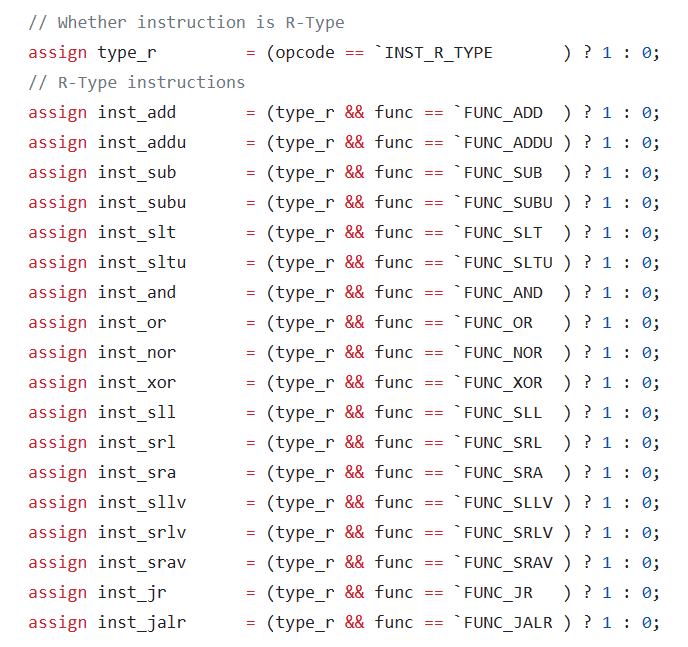 // Whether instruction is R-Type
assign type_r         = (opcode == `INST_R_TYPE       ) ? 1 : 0;
// R-Type instructions
assign inst_add       = (type_r && func == `FUNC_ADD  ) ? 1 : 0;
assign inst_addu      = (type_r && func == `FUNC_ADDU ) ? 1 : 0;
assign inst_sub       = (type_r && func == `FUNC_SUB  ) ? 1 : 0;
assign inst_subu      = (type_r && func == `FUNC_SUBU ) ? 1 : 0;
assign inst_slt       = (type_r && func == `FUNC_SLT  ) ? 1 : 0;
assign inst_sltu      = (type_r && func == `FUNC_SLTU ) ? 1 : 0;
assign inst_and       = (type_r && func == `FUNC_AND  ) ? 1 : 0;
assign inst_or        = (type_r && func == `FUNC_OR   ) ? 1 : 0;
assign inst_nor       = (type_r && func == `FUNC_NOR  ) ? 1 : 0;
assign inst_xor       = (type_r && func == `FUNC_XOR  ) ? 1 : 0;
assign inst_sll       = (type_r && func == `FUNC_SLL  ) ? 1 : 0;
assign inst_srl       = (type_r && func == `FUNC_SRL  ) ? 1 : 0;
assign inst_sra       = (type_r && func == `FUNC_SRA  ) ? 1 : 0;
assign inst_sllv      = (type_r && func == `FUNC_SLLV ) ? 1 : 0;
assign inst_srlv      = (type_r && func == `FUNC_SRLV ) ? 1 : 0;
assign inst_srav      = (type_r && func == `FUNC_SRAV ) ? 1 : 0;
assign inst_jr        = (type_r && func == `FUNC_JR   ) ? 1 : 0;
assign inst_jalr      = (type_r && func == `FUNC_JALR ) ? 1 : 0;